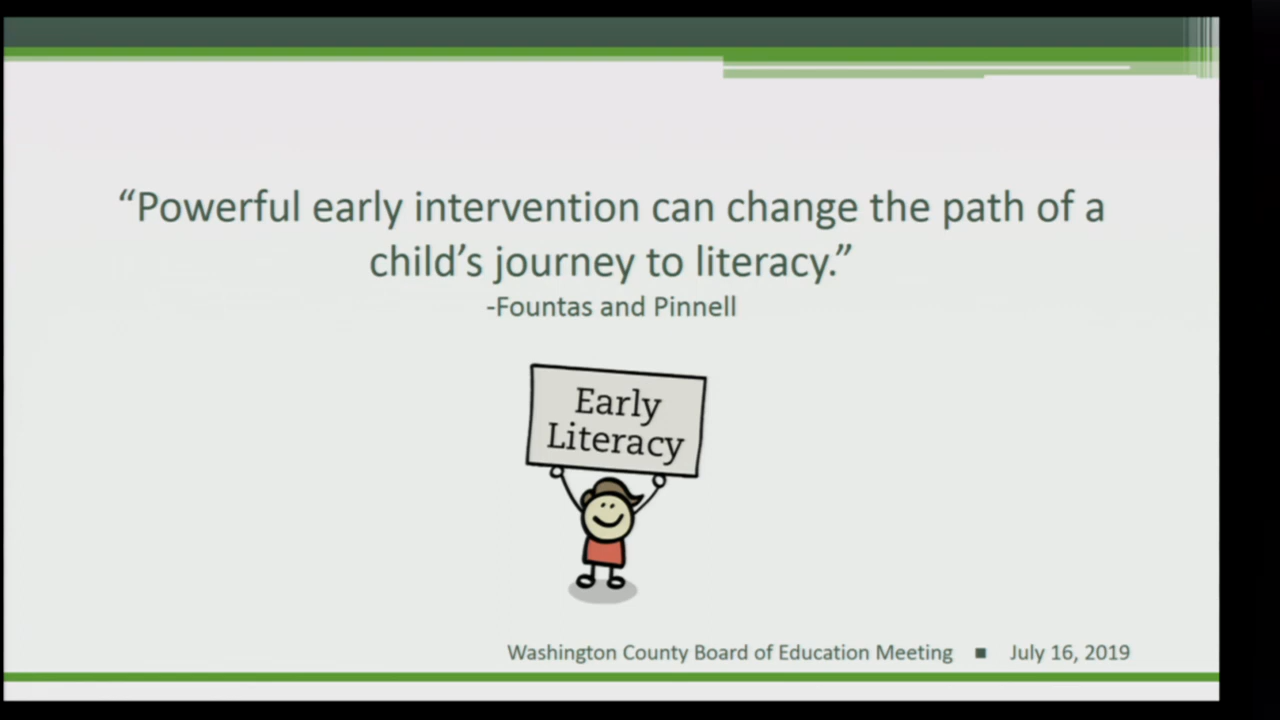 “Powerful early intervention can change the path of a
child’s journey to literacy.”
-Fountas and Pinnell
Early
Literacy
Washington County Board of Education Meeting ■ July 16, 2019